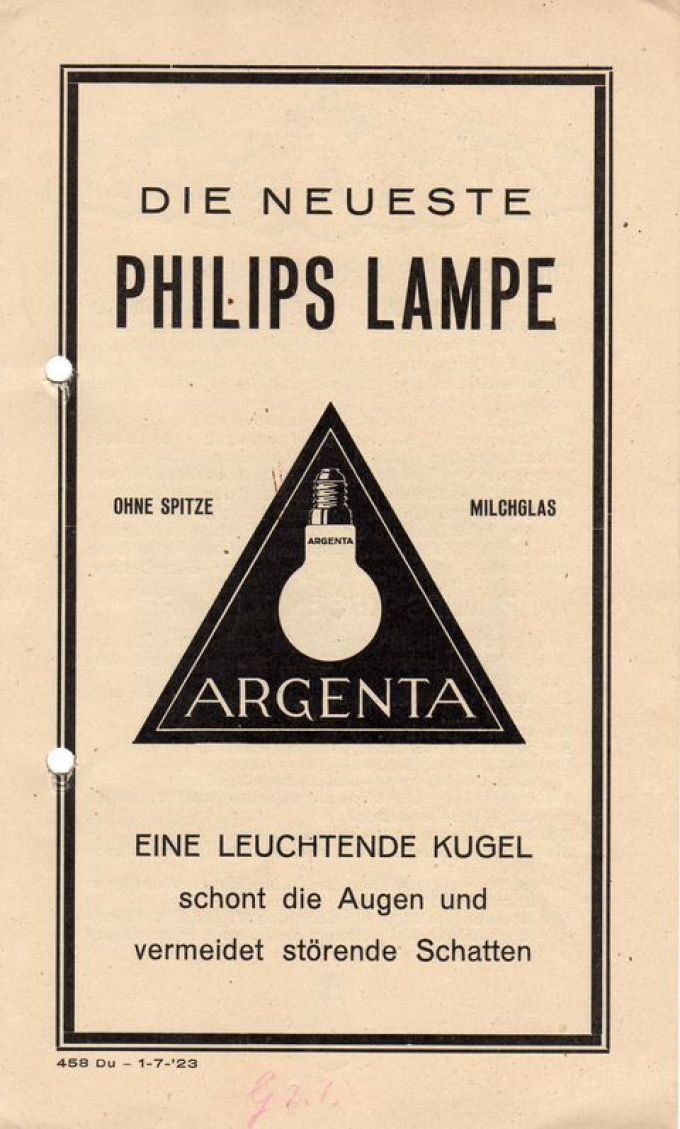 DIE NEUESTE
PHILIPS LAMPE
OHNE SPITZE
MILCHGLAS
ARGENTA
ARGENTA
EINE LEUCHTENDE KUGEL
schont die Augen und
vermeidet störende Schatten
458 Du – 1-7-'23